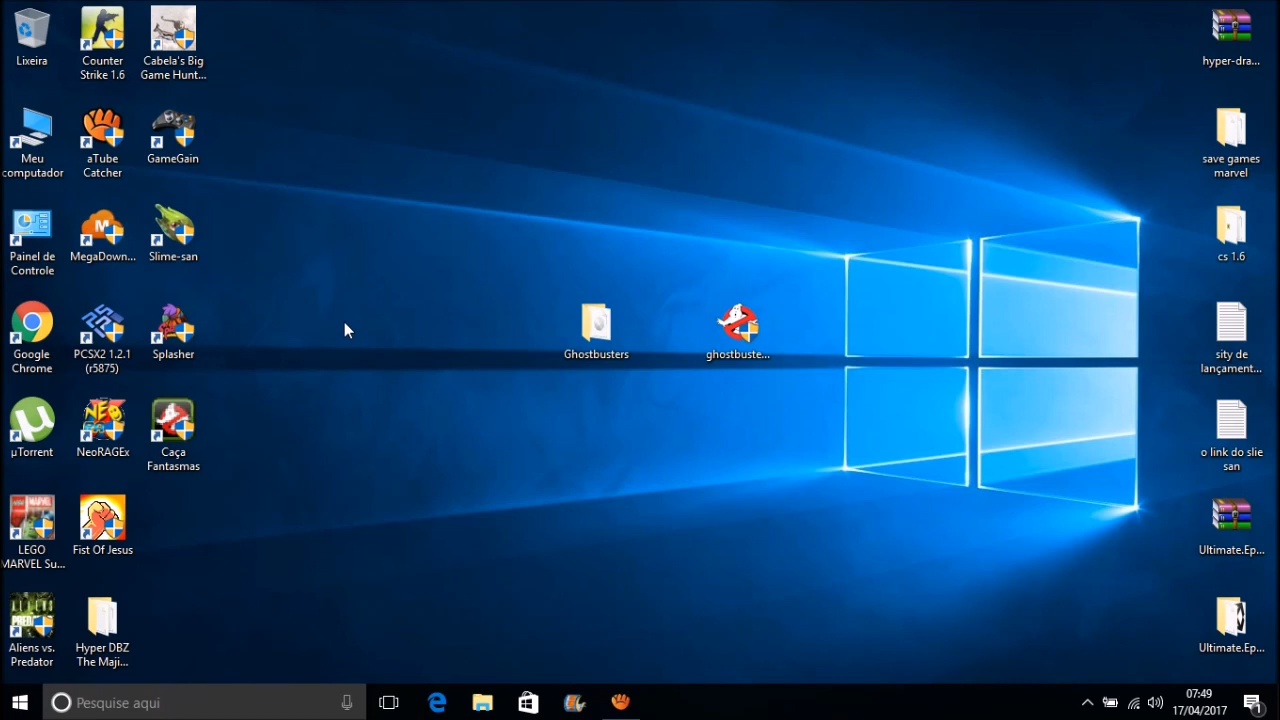 Lixeira
Counter
Strike 1.6
Cabela's Big
Game Hunt...
Meu
computador
aTube
Catcher
GameGain
Painel de
Controle
MegaDown...
Slime-san
Google
Chrome
PCSX2 1.2.1
(r5875)
Splasher
µTorrent
NeoRAGEx
Caça
Fantasmas
LEGO
MARVEL Su...
Fist Of Jesus
Aliens vs.
Predator
Hyper DBZ
The Maji...
Ghostbusters
ghostbuste...
hyper-dra...
save games
marvel
cs 1.6
sity de
lançament...
o link do slie
san
Ultimate.Ep...
Ultimate.Ep...
Pesquise aqui
07:49
17/04/2017
1